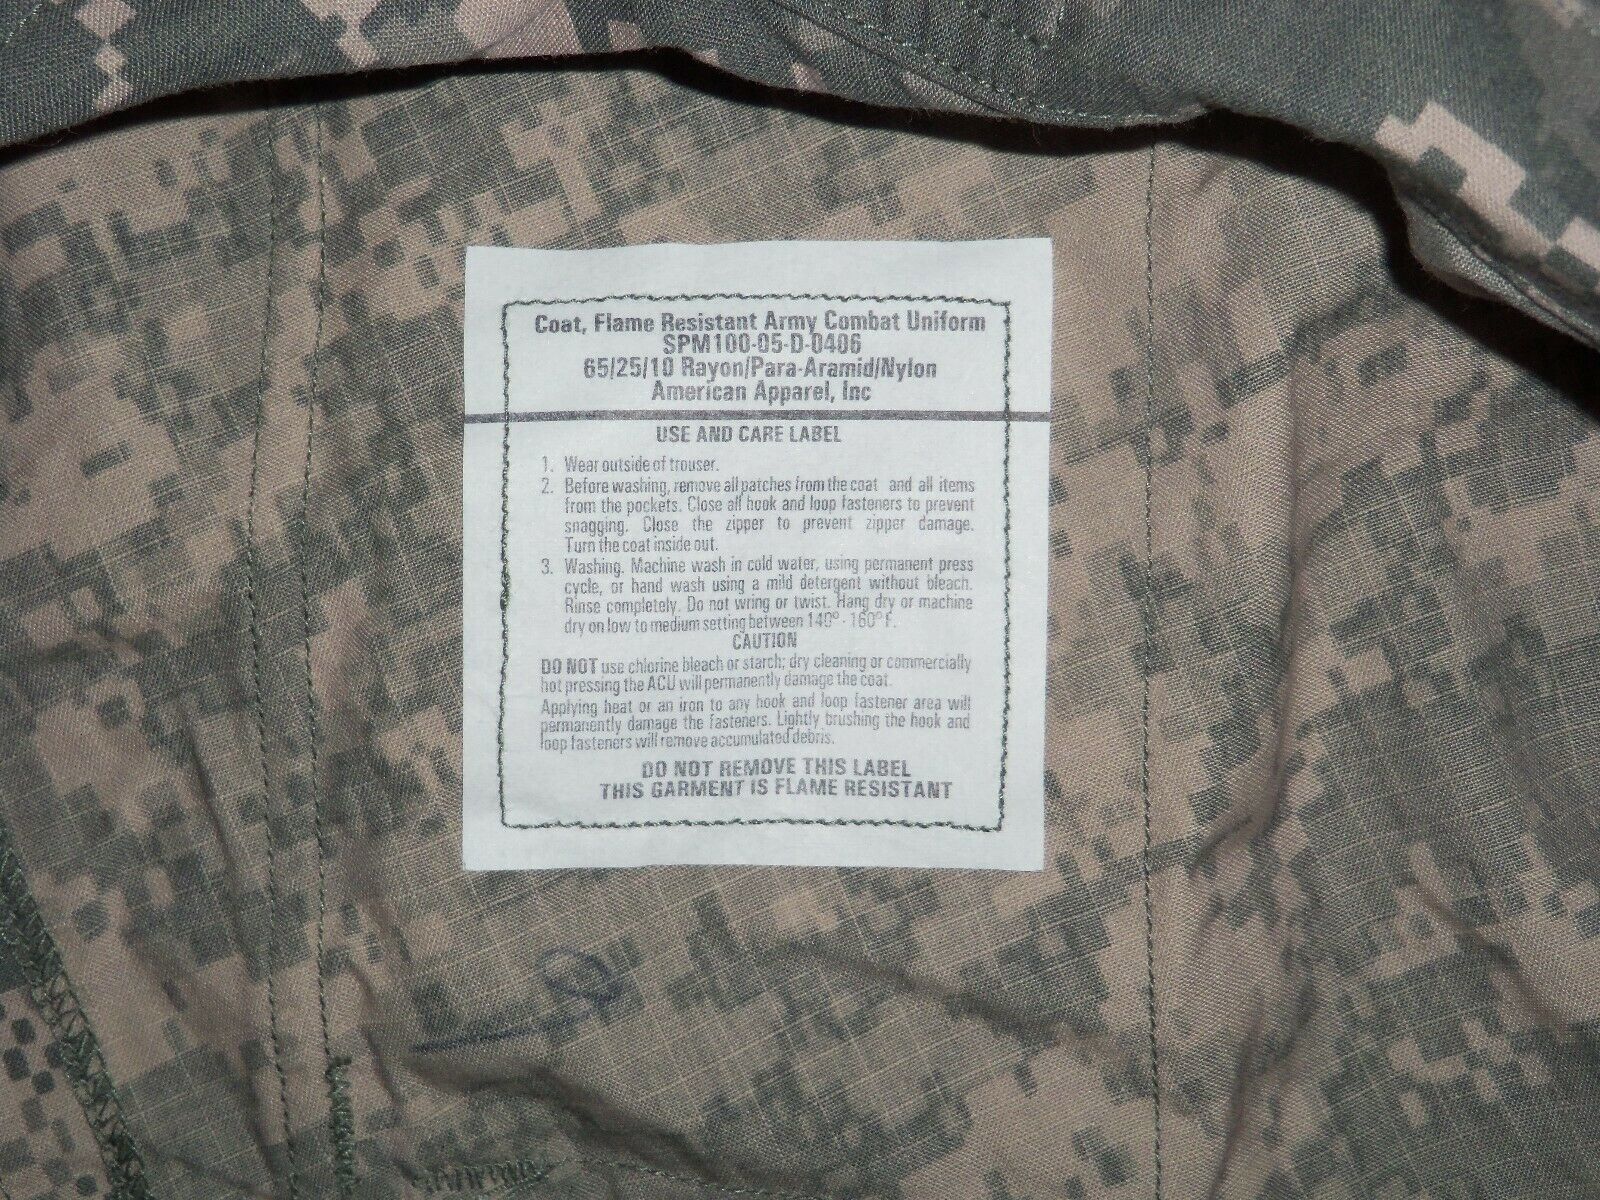 Coat, Flame Resistant Army Combat Uniform
SPM100-05-D-0406
65/25/10 Rayon/Para-Aramid/Nylon
American Apparel, Inc
USE AND CARE LABEL
1. Wear outside of trouser.
2. Before washing, remove all patches from the coat and all items
from the pockets. Close all hook and loop fasteners to prevent
snagging. Close the zipper to prevent zipper damage.
Turn the coat inside out.
3. Washing. Machine wash in cold water, using permanent press
cycle, or hand wash using a mild detergent without bleach.
Rinse completely. Do not wring or twist. Hang dry or machine
dry on low to medium setting between 140° - 160° F.
CAUTION
DO NOT use chlorine bleach or starch; dry cleaning or commercially
hot pressing the ACU will permanently damage the coat.
Applying heat or an iron to any hook and loop fastener area will
permanently damage the fasteners. Lightly brushing the hook and
loop fasteners will remove accumulated debris.
DO NOT REMOVE THIS LABEL
THIS GARMENT IS FLAME RESISTANT